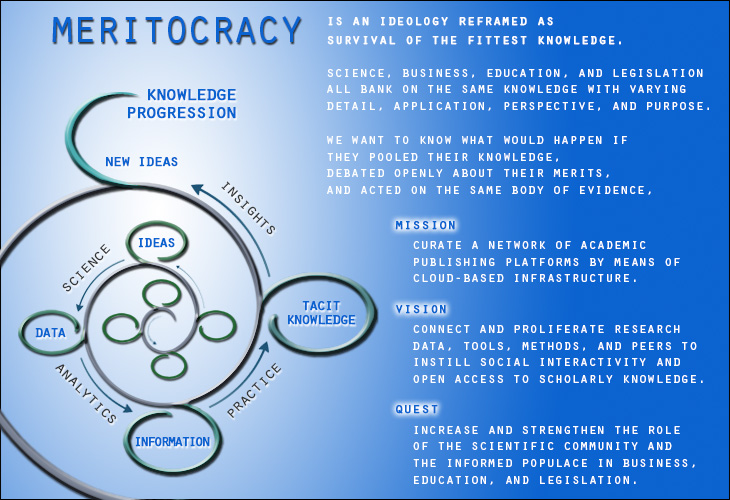 MERITOCRACY
IS AN IDEOLOGY REFRAMED AS
SURVIVAL OF THE FITTEST KNOWLEDGE.
SCIENCE, BUSINESS, EDUCATION, AND LEGISLATION
ALL BANK ON THE SAME KNOWLEDGE WITH VARYING
DETAIL, APPLICATION, PERSPECTIVE, AND PURPOSE.
WE WANT TO KNOW WHAT WOULD HAPPEN IF
THEY POOLED THEIR KNOWLEDGE,
DEBATED OPENLY ABOUT THEIR MERITS,
AND ACTED ON THE SAME BODY OF EVIDENCE,
KNOWLEDGE
PROGRESSION
NEW IDEAS
INSIGHTS
IDEAS
SCIENCE
DATA
TACIT
KNOWLEDGE
ANALYTICS
PRACTICE
INFORMATION
MISSION
CURATE A NETWORK OF ACADEMIC
PUBLISHING PLATFORMS BY MEANS OF
CLOUD-BASED INFRASTRUCTURE.
VISION
CONNECT AND PROLIFERATE RESEARCH
DATA, TOOLS, METHODS, AND PEERS TO
INSTILL SOCIAL INTERACTIVITY AND
OPEN ACCESS TO SCHOLARLY KNOWLEDGE.
QUEST
INCREASE AND STRENGTHEN THE ROLE
OF THE SCIENTIFIC COMMUNITY AND
THE INFORMED POPULACE IN BUSINESS,
EDUCATION, AND LEGISLATION.